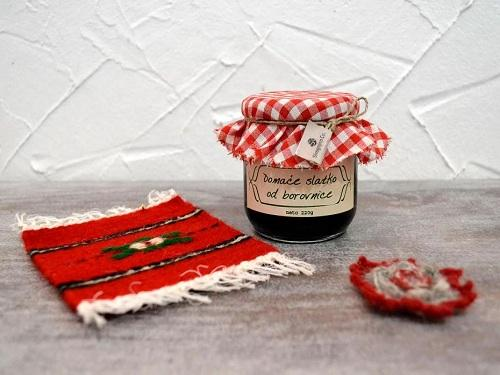 Domaće slatko
od borovnice
neto 220g